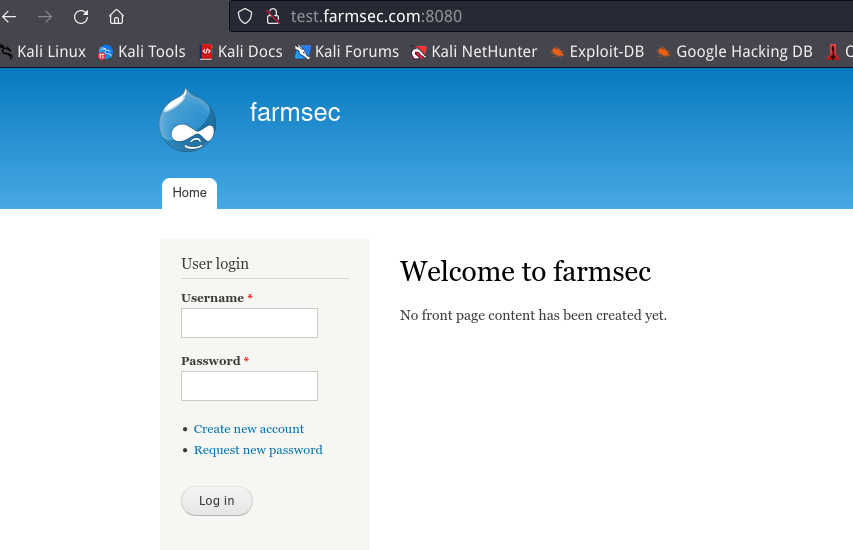 test.farmsec.com:8080
Kali Linux Kali Tools Kali Docs Kali Forums Kali NetHunter Exploit-DB Google Hacking DB
farmsec
Home
User login
Username *
Password *
Create new account
Request new password
Log in
Welcome to farmsec
No front page content has been created yet.